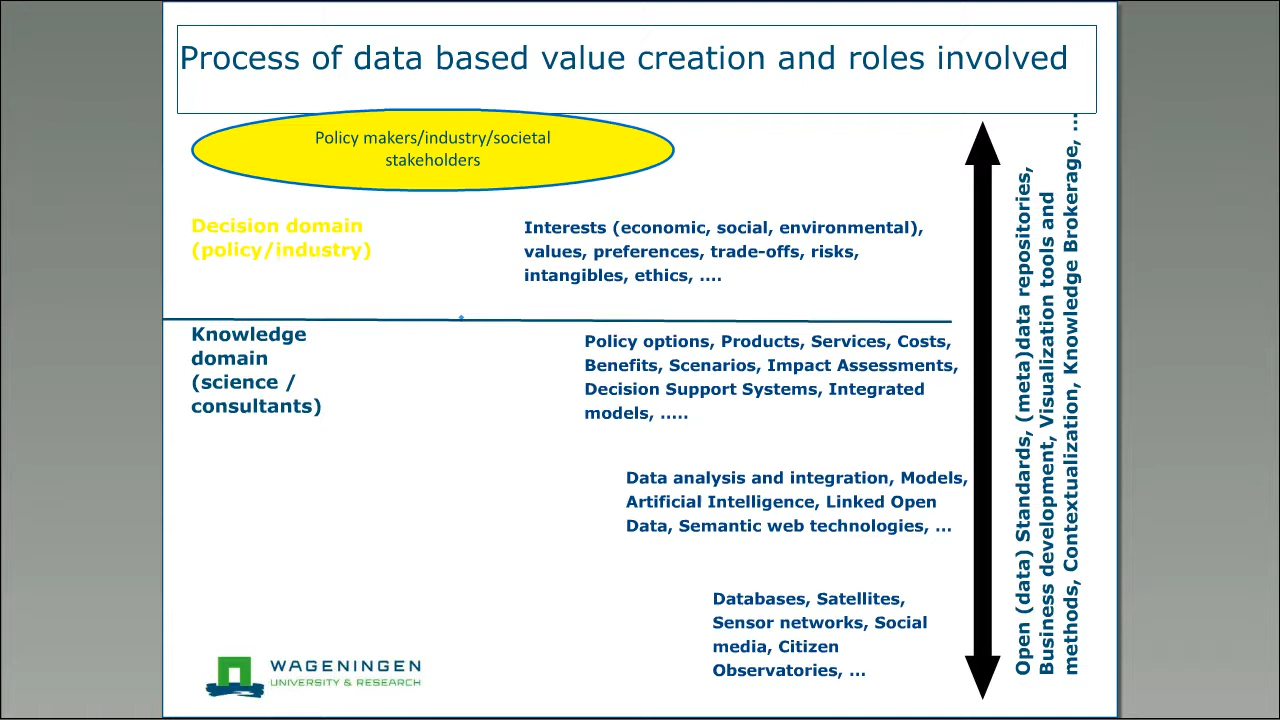 Process of data based value creation and roles involved
Policy makers/industry/societal
stakeholders
Decision domain
(policy/industry)
Interests (economic, social, environmental),
values, preferences, trade-offs, risks,
intangibles, ethics, ....
Knowledge
domain
(science /
consultants)
Policy options, Products, Services, Costs,
Benefits, Scenarios, Impact Assessments,
Decision Support Systems, Integrated
models, .....
Data analysis and integration, Models,
Artificial Intelligence, Linked Open
Data, Semantic web technologies, ...
Databases, Satellites,
Sensor networks, Social
media, Citizen
Observatories, ...
Open (data) Standards, (meta)data repositories,
Business development, Visualization tools and
methods, Contextualization, Knowledge Brokerage, ...
WAGENINGEN
UNIVERSITY & RESEARCH